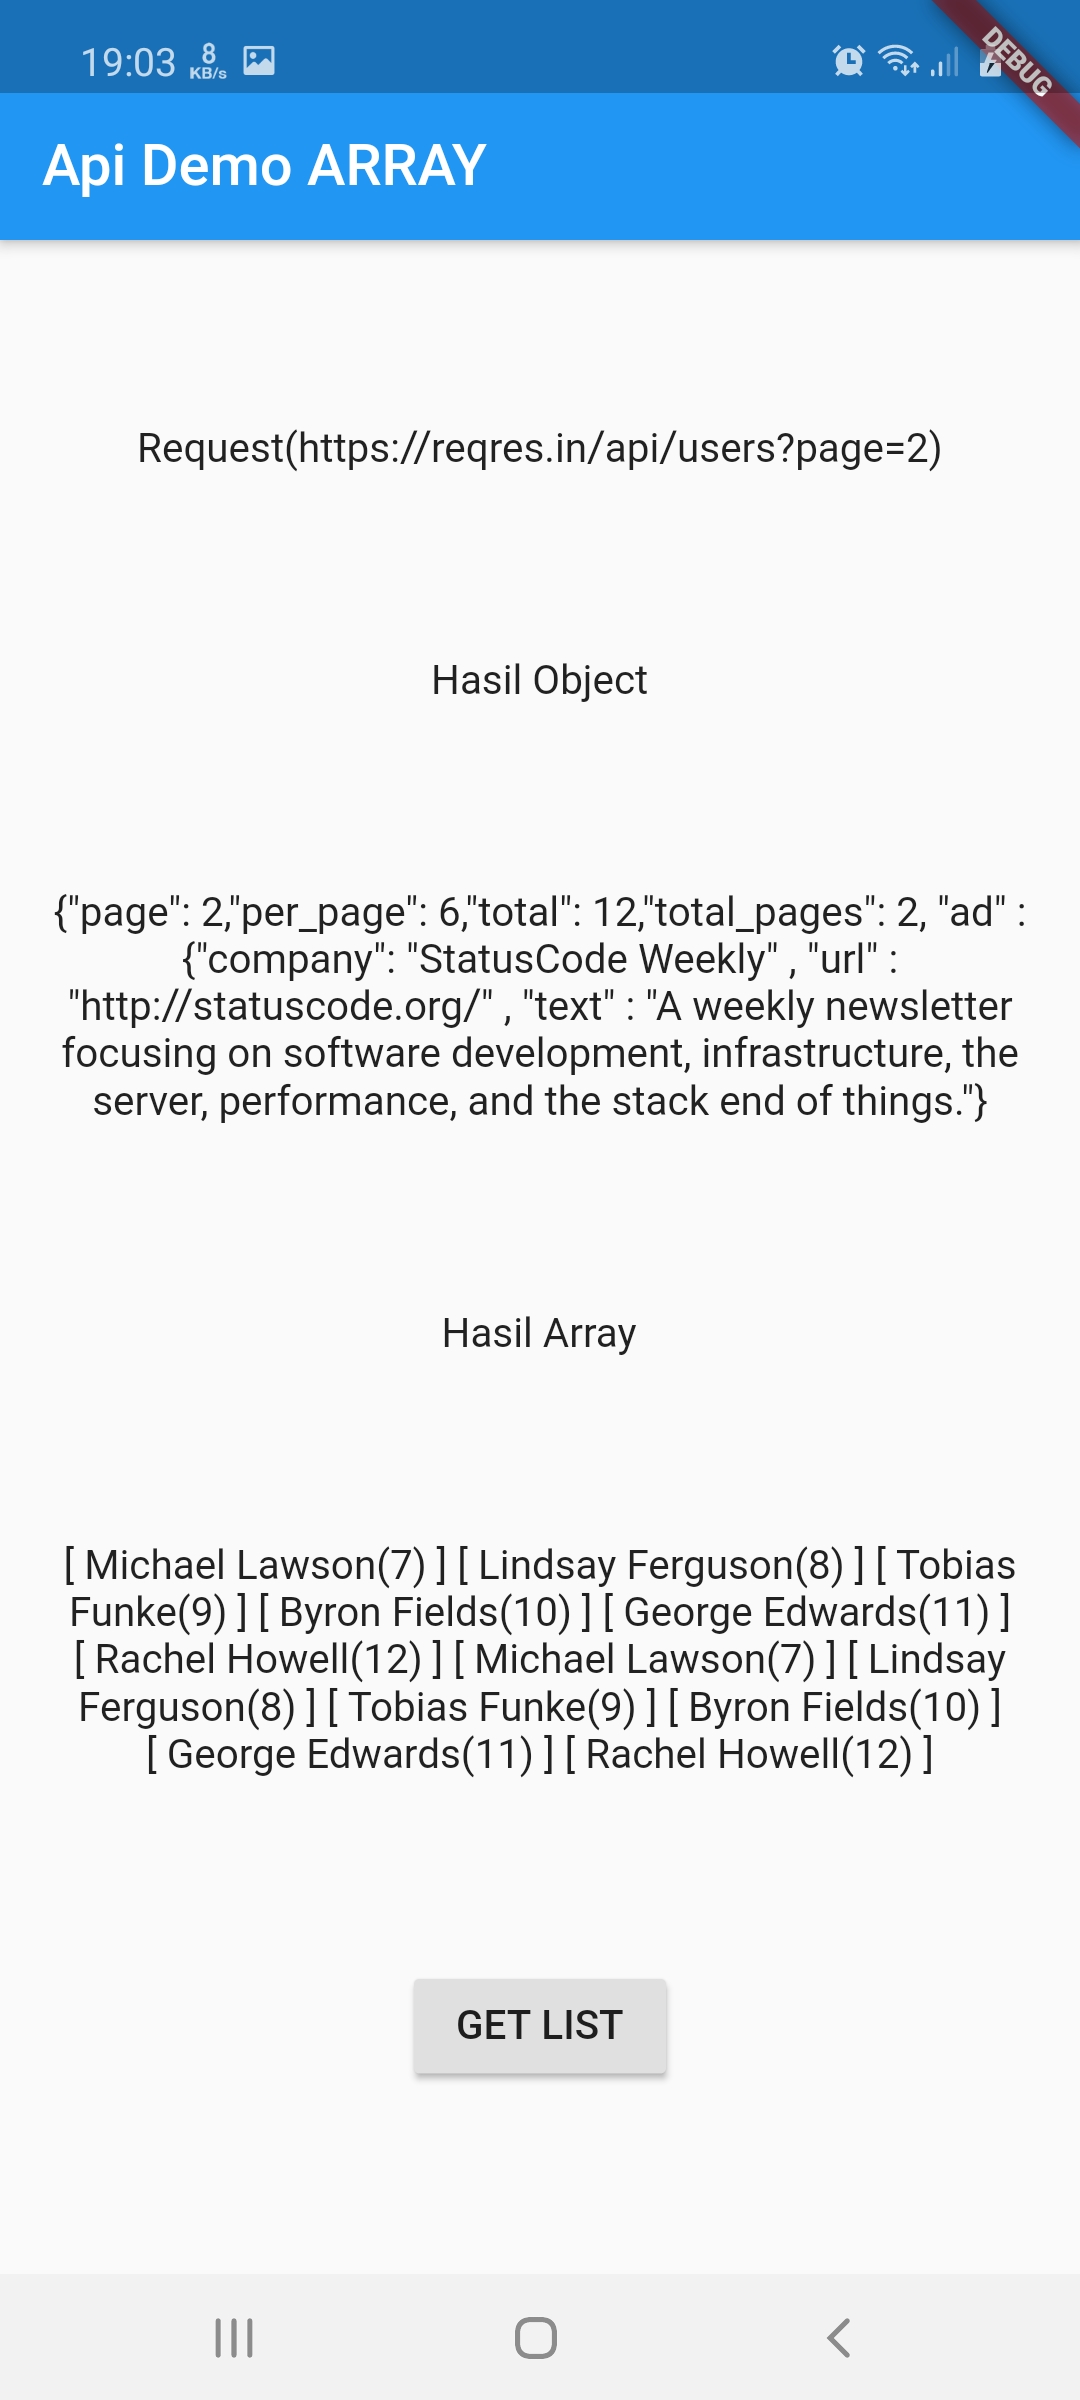 19:03 8 KB/s
DEBUG
Api Demo ARRAY
Request(https://reqres.in/api/users?page=2)
Hasil Object
{"page": 2,"per_page": 6,"total": 12,"total_pages": 2, "ad" :
{"company": "StatusCode Weekly" , "url" :
"http://statuscode.org/" , "text" : "A weekly newsletter
focusing on software development, infrastructure, the
server, performance, and the stack end of things."}
Hasil Array
[ Michael Lawson(7) ] [ Lindsay Ferguson(8) ] [ Tobias
Funke(9) ] [ Byron Fields(10) ] [ George Edwards(11) ]
[ Rachel Howell(12) ] [ Michael Lawson(7) ] [ Lindsay
Ferguson(8) ] [ Tobias Funke(9) ] [ Byron Fields(10) ]
[ George Edwards(11) ] [ Rachel Howell(12) ]
GET LIST